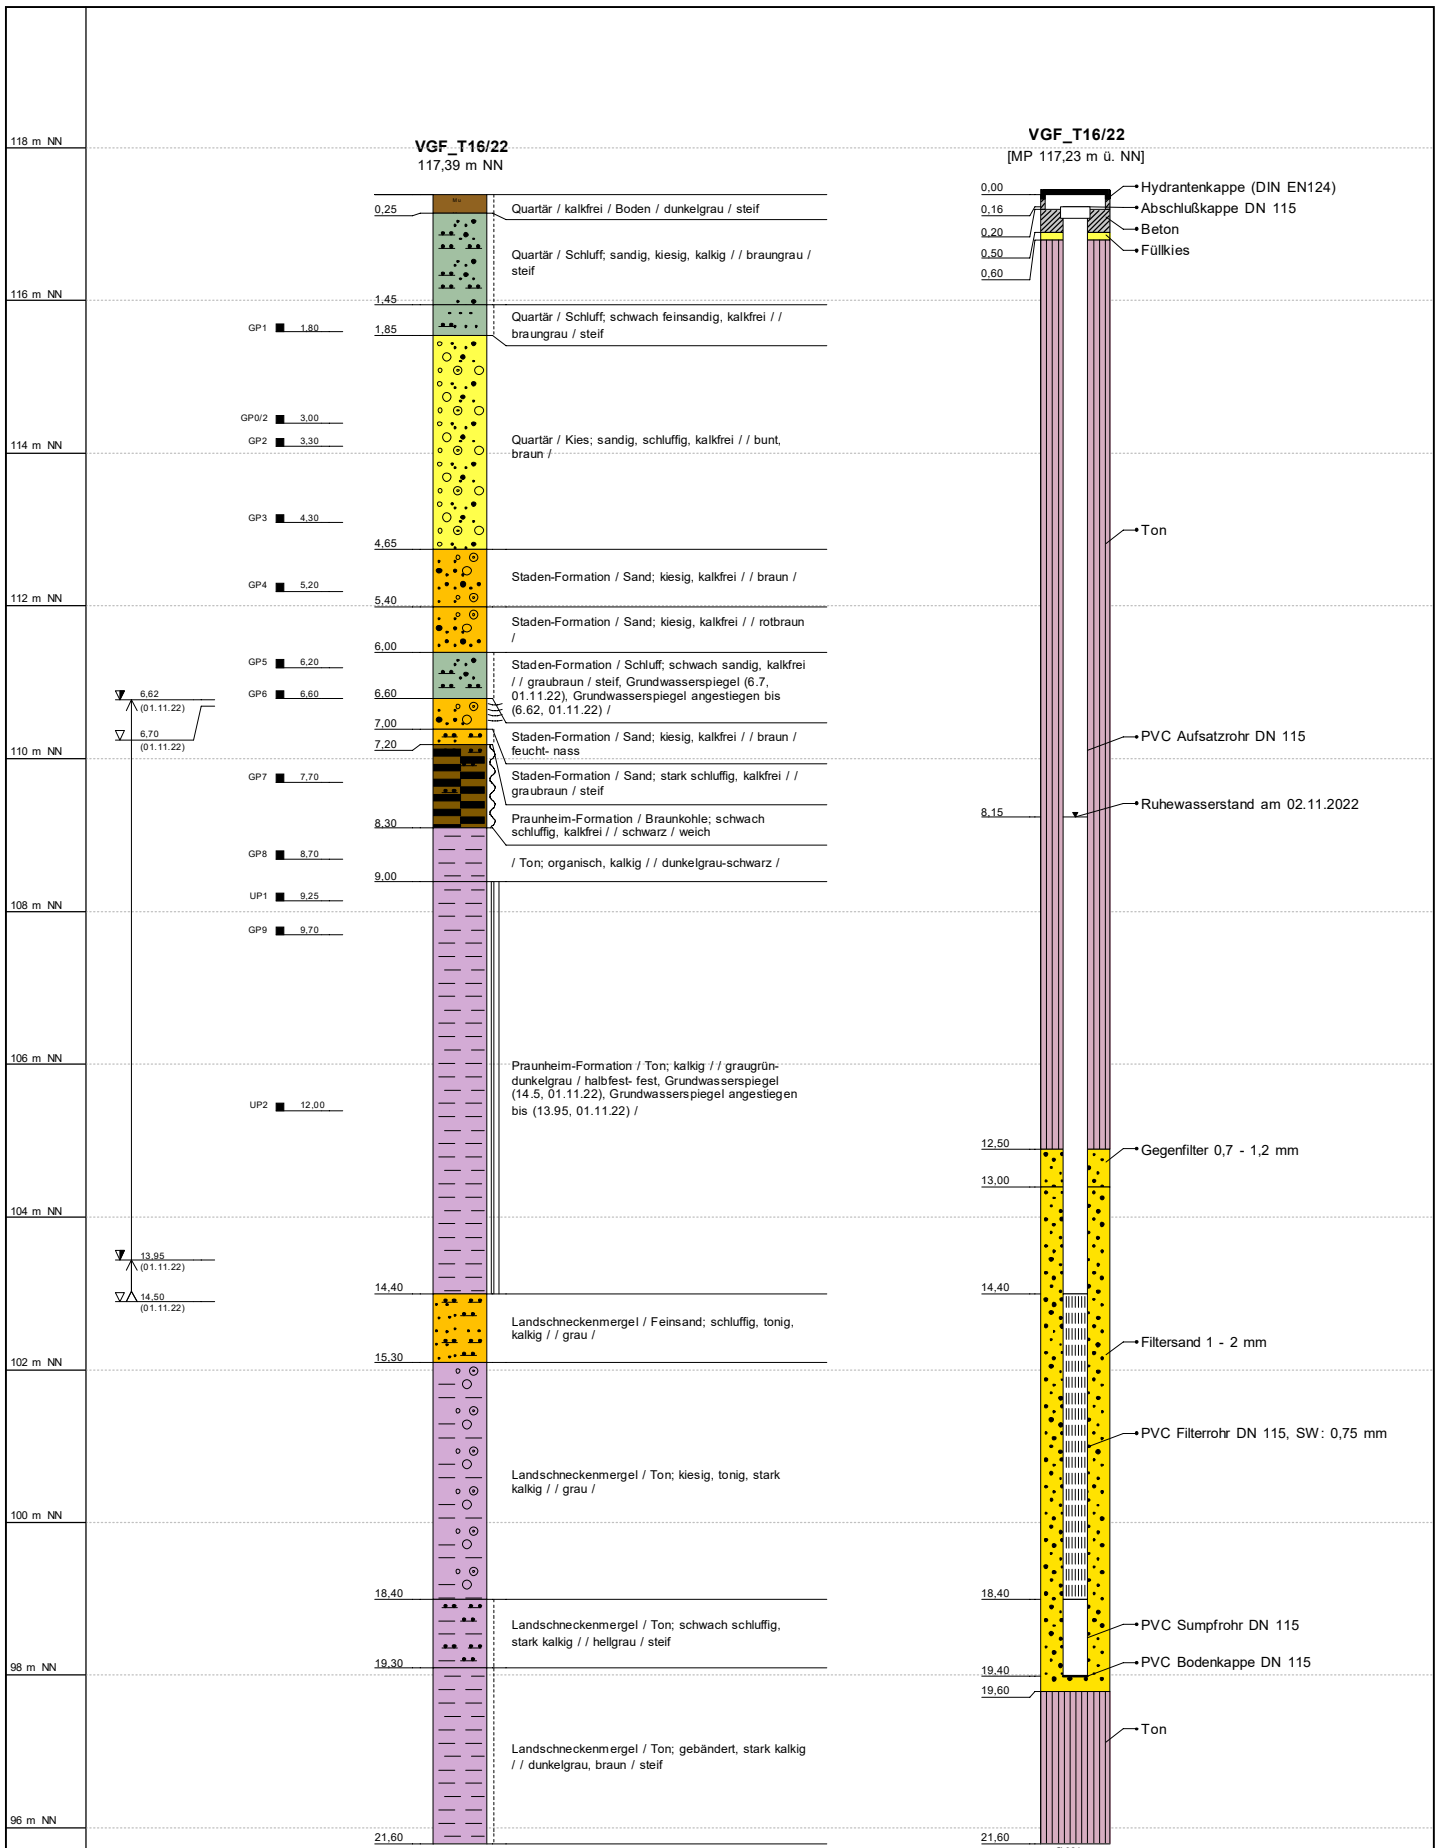 118 m NN
116 m NN
114 m NN
112 m NN
110 m NN
108 m NN
106 m NN
104 m NN
102 m NN
100 m NN
98 m NN
96 m NN
VGF_T16/22
117,39 m NN
Mu
0,25
1,45
1,85
4,65
5,40
6,00
6,60
7,00
7,20
8,30
9,00
14,40
15,30
18,40
19,30
21,60
GP1 1,80
GP0/2 3,00
GP2 3,30
GP3 4,30
GP4 5,20
GP5 6,20
GP6 6,60
GP7 7,70
GP8 8,70
UP1 9,25
GP9 9,70
UP2 12,00
6,62
(01.11.22)
6,70
(01.11.22)
13,95
(01.11.22)
14,50
(01.11.22)
Quartär / kalkfrei / Boden / dunkelgrau / steif
Quartär / Schluff; sandig, kiesig, kalkig / / braungrau /
steif
Quartär / Schluff; schwach feinsandig, kalkfrei / /
braungrau / steif
Quartär / Kies; sandig, schluffig, kalkfrei / / bunt,
braun /
Staden-Formation / Sand; kiesig, kalkfrei / / braun /
Staden-Formation / Sand; kiesig, kalkfrei / / rotbraun
/
Staden-Formation / Schluff; schwach sandig, kalkfrei
/ / graubraun / steif, Grundwasserspiegel (6.7,
01.11.22), Grundwasserspiegel angestiegen bis
(6.62, 01.11.22) /
Staden-Formation / Sand; kiesig, kalkfrei / / braun /
feucht- nass
Staden-Formation / Sand; stark schluffig, kalkfrei / /
graubraun / steif
Praunheim-Formation / Braunkohle; schwach
schluffig, kalkfrei / / schwarz / weich
/ Ton; organisch, kalkig / / dunkelgrau-schwarz /
Praunheim-Formation / Ton; kalkig / / graugrün-
dunkelgrau / halbfest- fest, Grundwasserspiegel
(14.5, 01.11.22), Grundwasserspiegel angestiegen
bis (13.95, 01.11.22) /
Landschneckenmergel / Feinsand; schluffig, tonig,
kalkig / / grau /
Landschneckenmergel / Ton; kiesig, tonig, stark
kalkig / / grau /
Landschneckenmergel / Ton; schwach schluffig,
stark kalkig / / hellgrau / steif
Landschneckenmergel / Ton; gebändert, stark kalkig
/ / dunkelgrau, braun / steif
VGF_T16/22
[MP 117,23 m ü. NN]
0,00
0,16
0,20
0,50
0,60
8,15
12,50
13,00
14,40
18,40
19,40
19,60
21,60
Hydrantenkappe (DIN EN124)
Abschlußkappe DN 115
Beton
Füllkies
Ton
PVC Aufsatzrohr DN 115
Ruhewasserstand am 02.11.2022
Gegenfilter 0,7 - 1,2 mm
Filtersand 1 - 2 mm
PVC Filterrohr DN 115, SW: 0,75 mm
PVC Sumpfrohr DN 115
PVC Bodenkappe DN 115
Ton